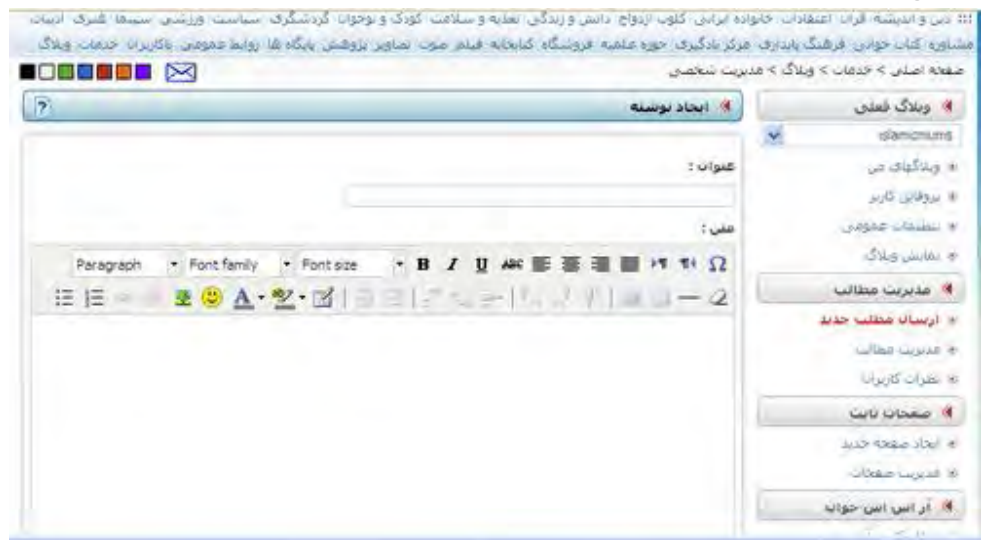 دین و اندیشه قرآن اعتقادات خانواده ایرانی کلوب ازدواج دانش و زندگی تغذیه و سلامت کودک و نوجوان گردشگری سیاست ورزشی سینما هنری ادبیات
مشاوره کتاب خوانی فرهنگ پایداری مرکز یادگیری حوزه علمیه فروشگاه کتابخانه فیلم صوت تصاویر پژوهش پایگاه ها روابط عمومی باکاربران خدمات وبلاگ
صفحه اصلی > خدمات > وبلاگ > مدیریت شخصی
وبلاگ فعلی
ایجاد نوشته
?
وبلاگهای من
پروفایل کاربر
تنظیمات عمومی
نمایش وبلاگ
مدیریت مطالب
ارسال مطلب جدید
مدیریت مطالب
نظرات کاربران
صفحات ثابت
ایجاد صفحه جدید
مدیریت صفحات
آر اس اس خوان
عنوان :
متن :
Paragraph Font family Font size B I U ABC Ω
A